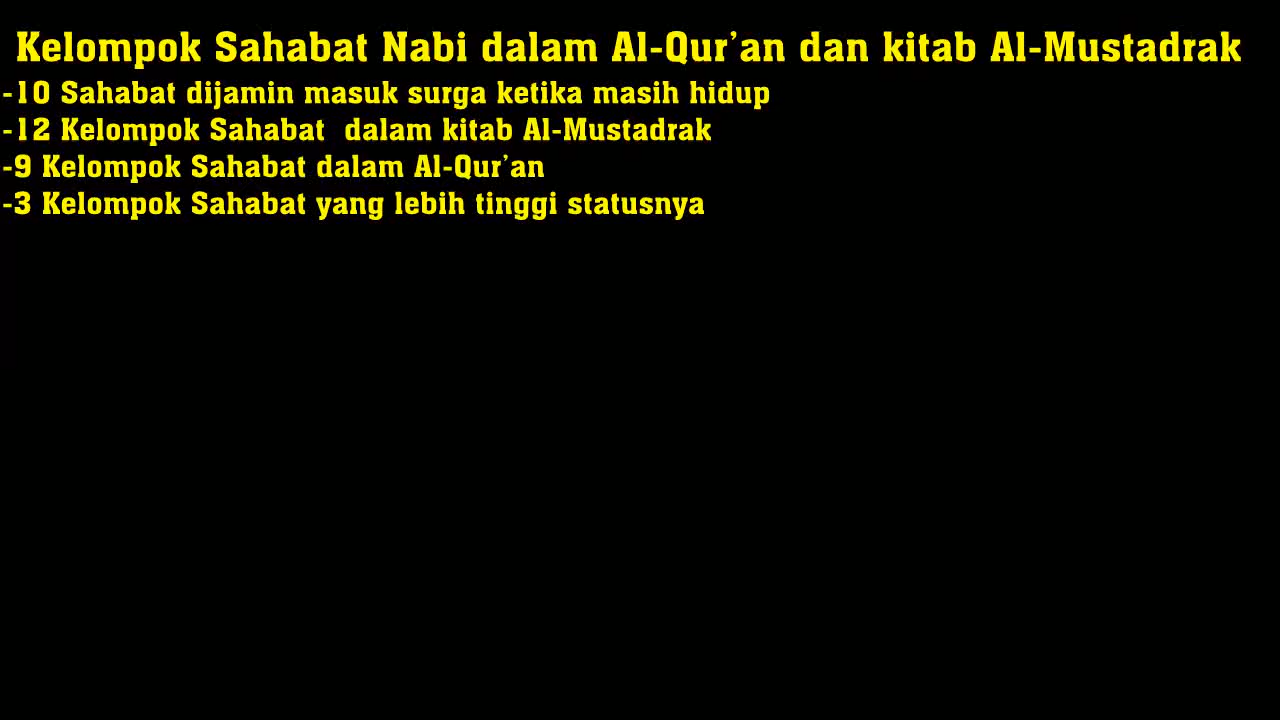 Kelompok Sahabat Nabi dalam Al-Qur’an dan kitab Al-Mustadrak
-10 Sahabat dijamin masuk surga ketika masih hidup
-12 Kelompok Sahabat  dalam kitab Al-Mustadrak
-9 Kelompok Sahabat dalam Al-Qur’an
-3 Kelompok Sahabat yang lebih tinggi statusnya